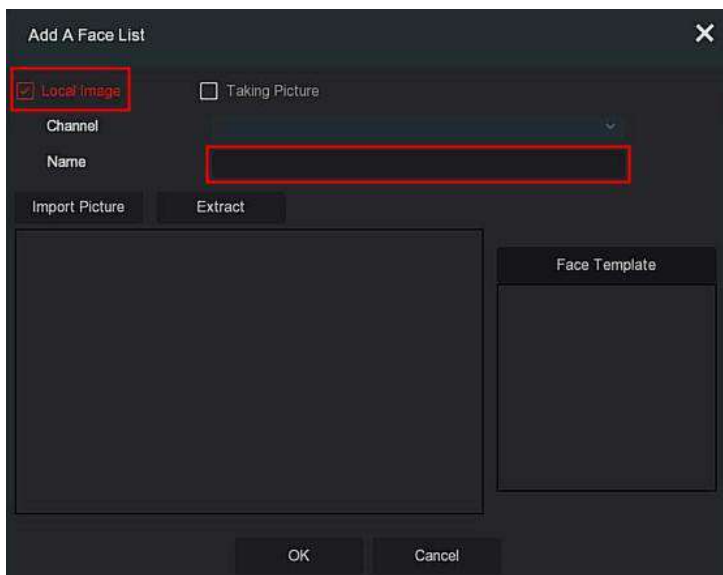 Add A Face List
Local Image Taking Picture
Channel
Name
Import Picture Extract
Face Template
OK Cancel